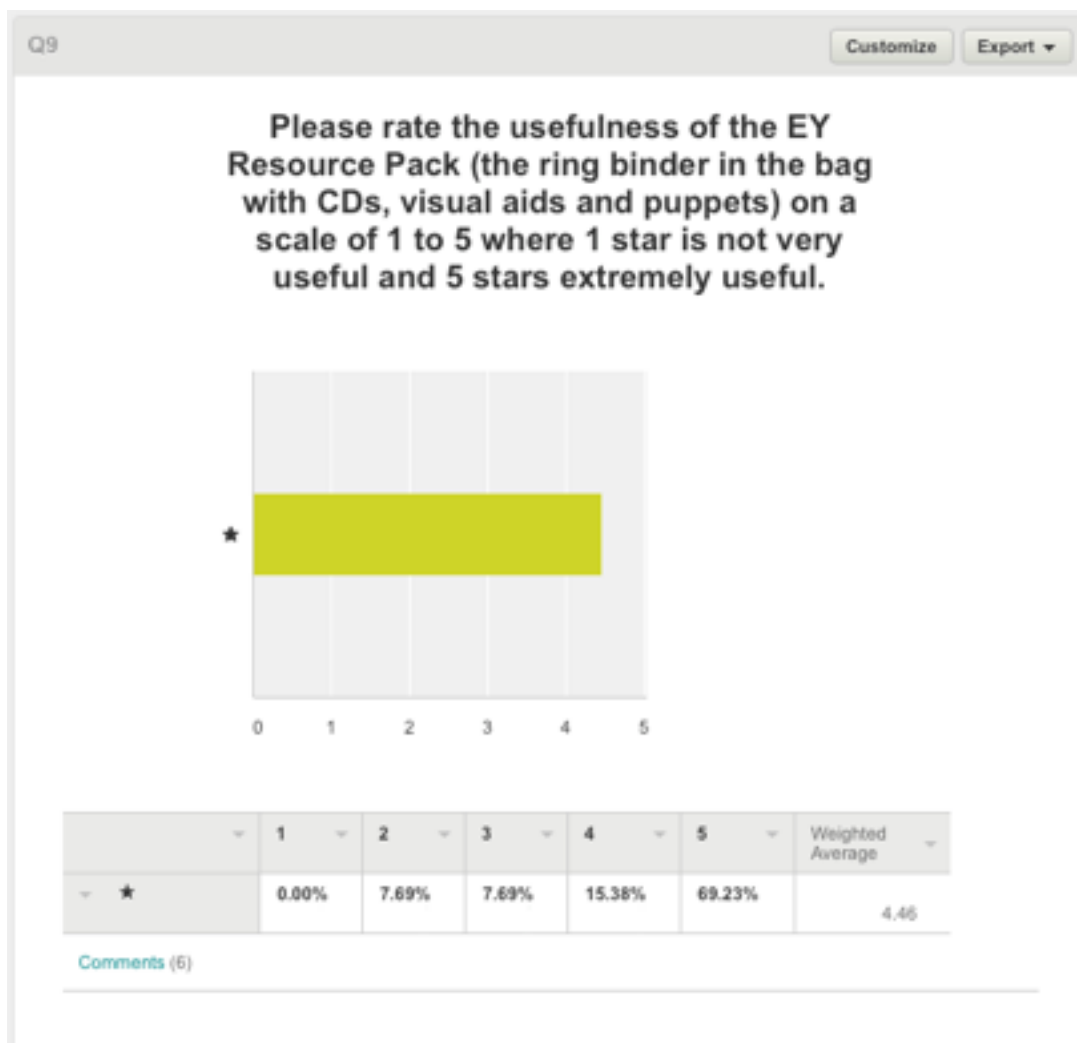 Q9
Customize
Export
Please rate the usefulness of the EY
Resource Pack (the ring binder in the bag
with CDs, visual aids and puppets) on a
scale of 1 to 5 where 1 star is not very
useful and 5 stars extremely useful.
0 1 2 3 4 5
1 2 3 4 5 Weighted
Average
0.00% 7.69% 7.69% 15.38% 69.23%
4.46
Comments (6)